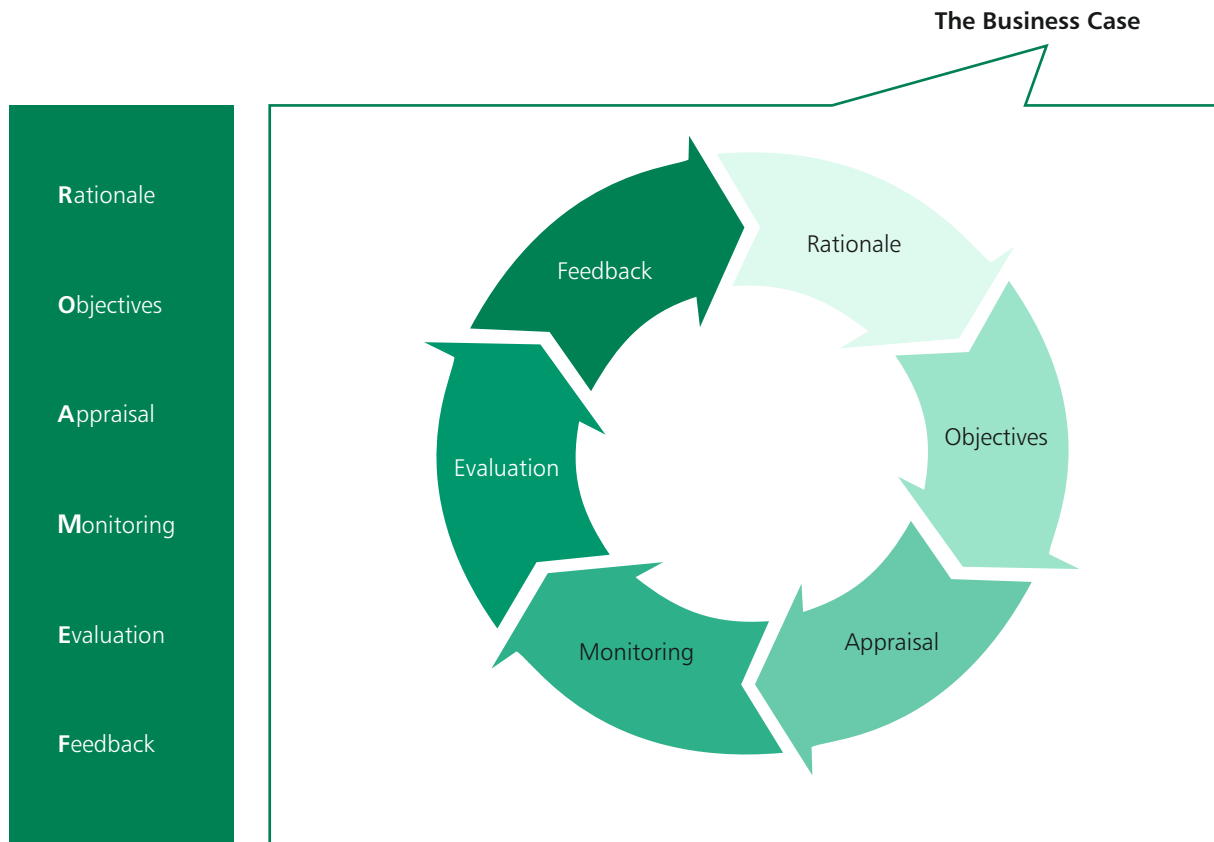 The Business Case
Rationale
Objectives
Appraisal
Monitoring
Evaluation
Feedback
Rationale
Objectives
Appraisal
Monitoring
Evaluation
Feedback